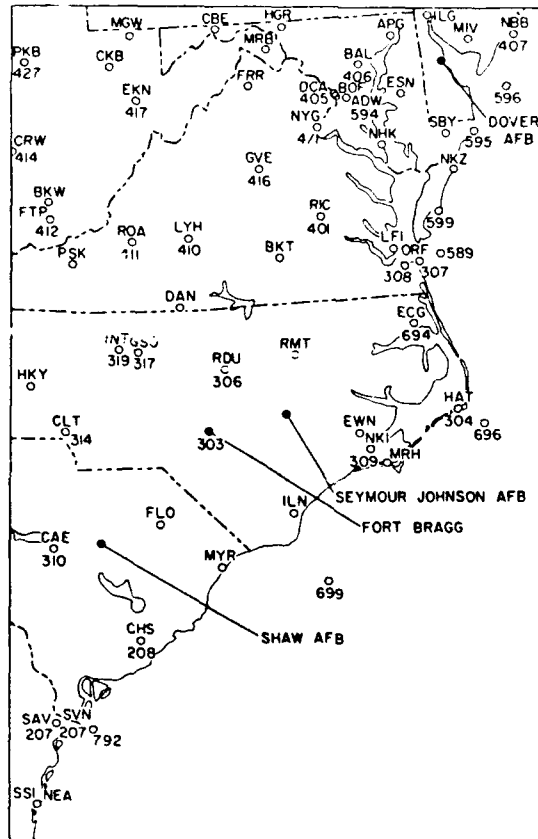 HGR
CBE
MGW
MRB
APG
ILG
MIV
NBB
407
PKB
427
CKB
BAL
406
FRR
EKN
417
DCA
405
BOF
ADW
594
ESN
596
DOVER
AFB
NYG
NHK
SBY
595
CRW
414
GVE
416
NKZ
BKW
FTP
412
RIC
401
599
ROA
411
LYH
410
BKT
LFI
ORF
308
307
589
PSK
DAN
ECG
694
INT
319
GSO
317
RDU
306
RMT
HKY
HAT
304
696
CLT
314
303
EWN
NKI
309
MRH
SEYMOUR JOHNSON AFB
ILN
FORT BRAGG
FLO
CAE
310
MYR
699
CHS
208
SHAW AFB
SAV
207
SVN
207
792
SSI
NEA